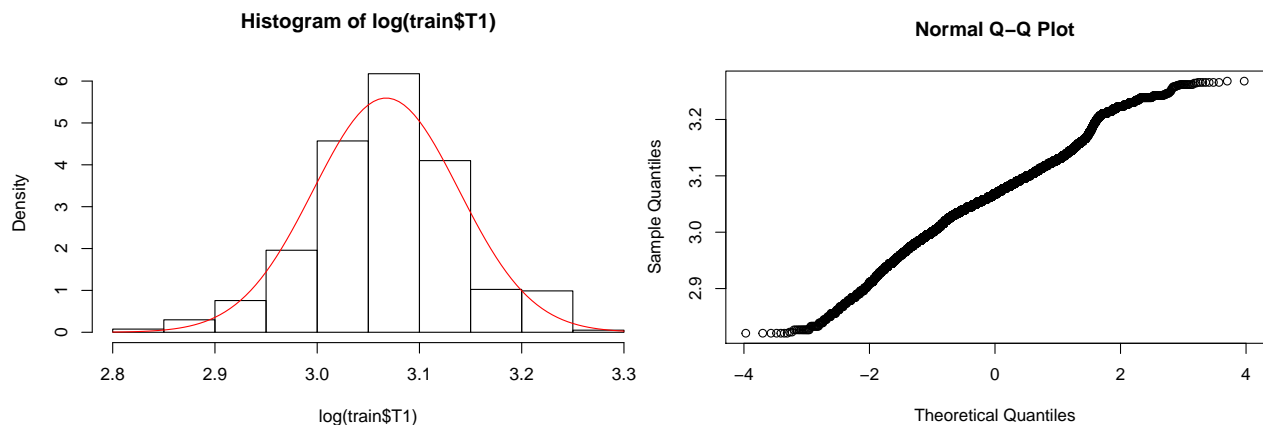 Histogram of log(train$T1)
Density
0 1 2 3 4 5 6
2.8 2.9 3.0 3.1 3.2 3.3
log(train$T1)
Normal Q−Q Plot
Sample Quantiles
2.9 3.0 3.1 3.2
−4 −2 0 2 4
Theoretical Quantiles